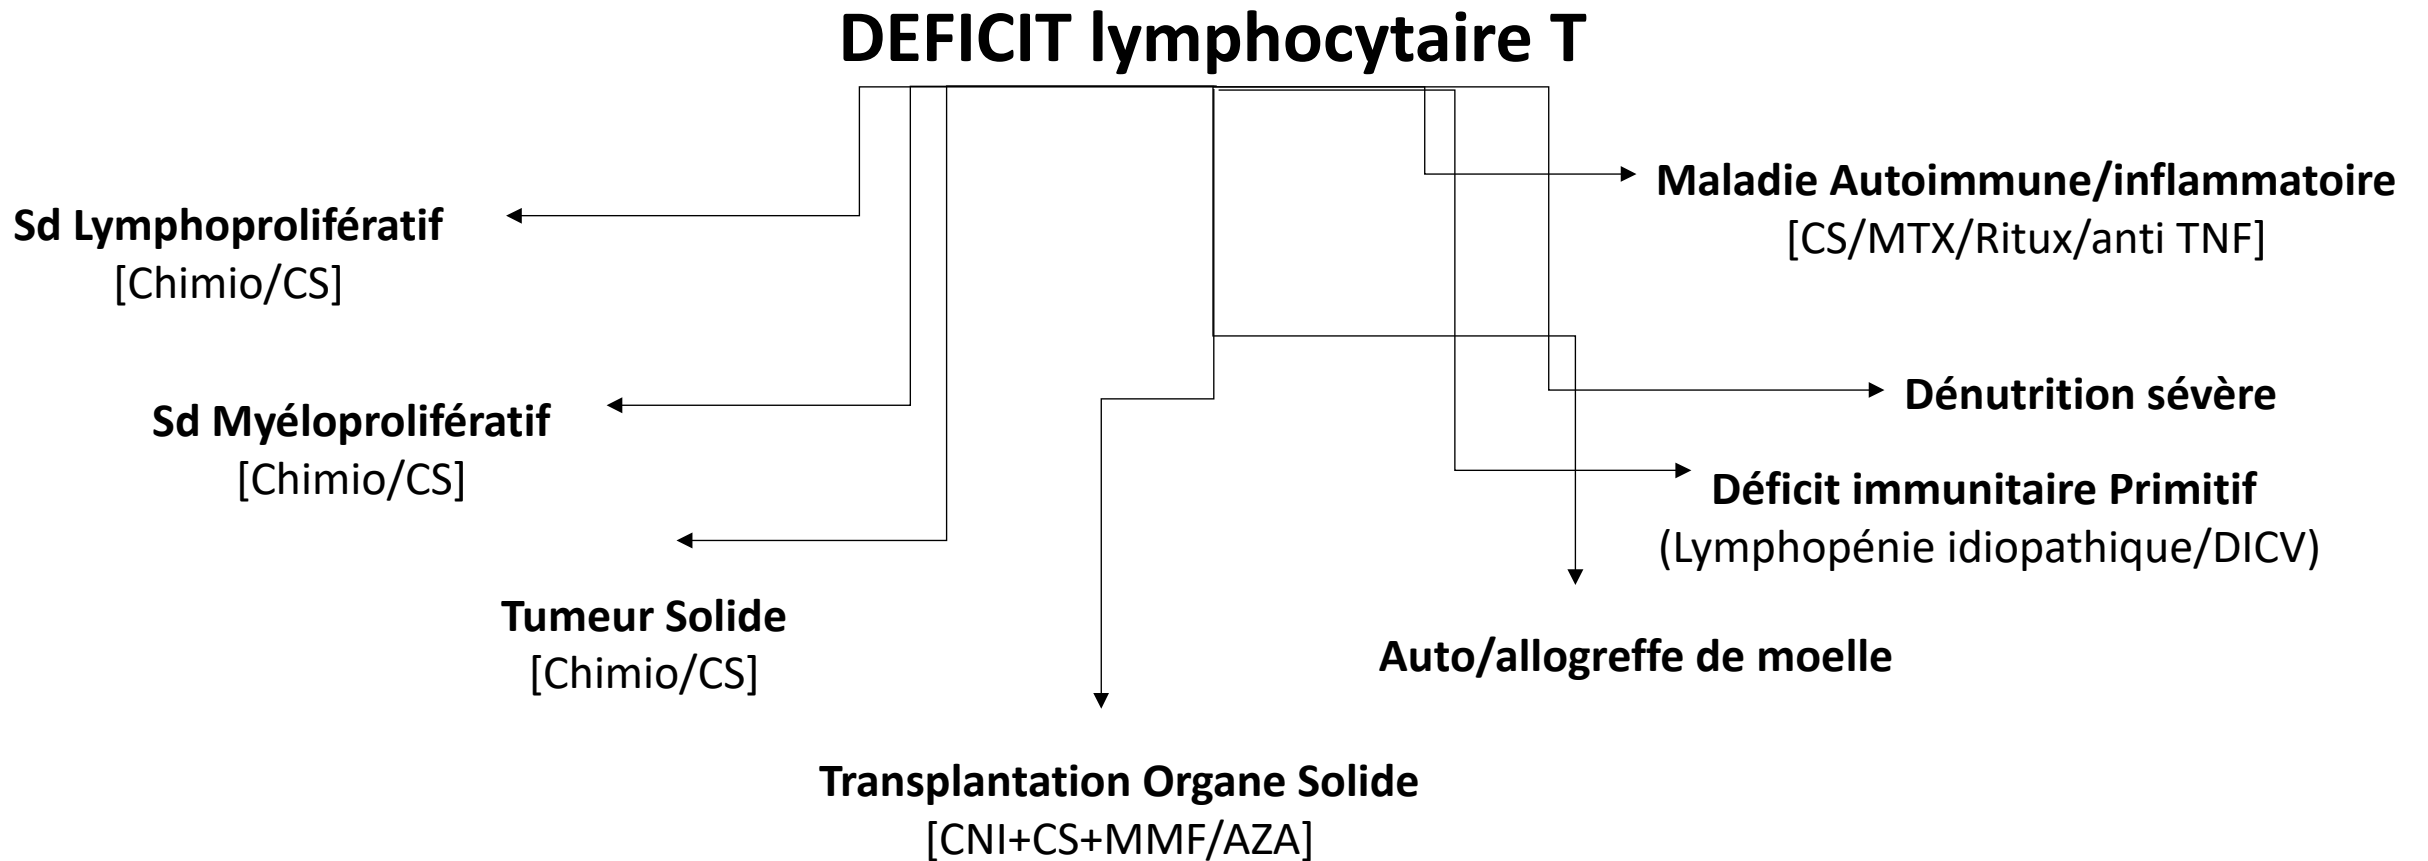 DEFICIT lymphocytaire T
Sd Lymphoprolifératif
[Chimio/CS]
Sd Myéloprolifératif
[Chimio/CS]
Tumeur Solide
[Chimio/CS]
Transplantation Organe Solide
[CNI+CS+MMF/AZA]
Auto/allogreffe de moelle
Maladie Autoimmune/inflammatoire
[CS/MTX/Ritux/anti TNF]
Dénutrition sévère
Déficit immunitaire Primitif
(Lymphopénie idiopathique/DICV)